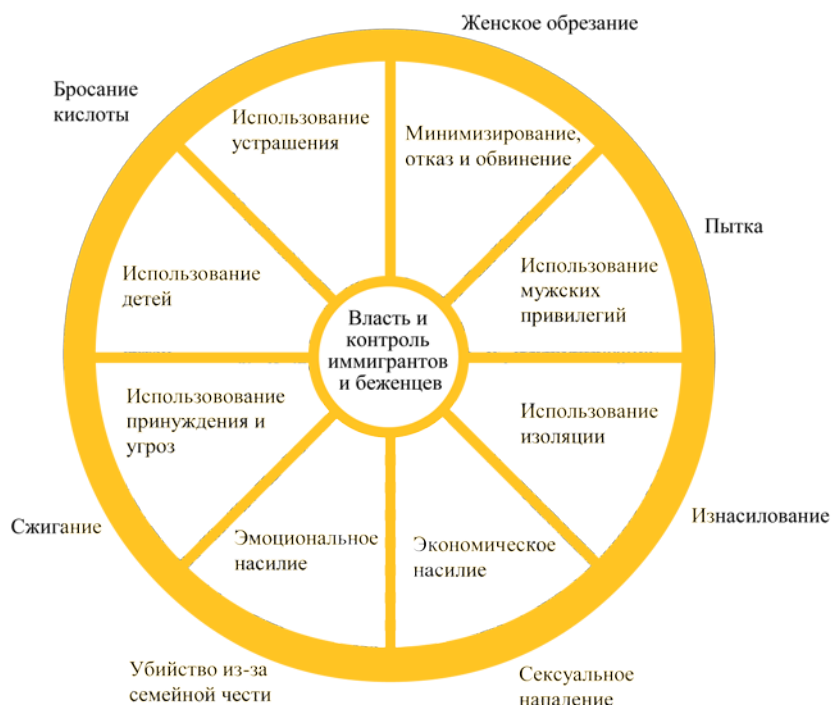 Женское обрезание
Бросание
кислоты
Использование
устрашения
Минимизирование,
отказ и обвинение
Пытка
Использование
детей
Использование
мужских
привилегий
Власть и
контроль
иммигрантов
и беженцев
Использовование
принуждения и
угроз
Использование
изоляции
Сжигание
Изнасилование
Эмоциональное
насилие
Экономическое
насилие
Убийство из-за
семейной чести
Сексуальное
нападение